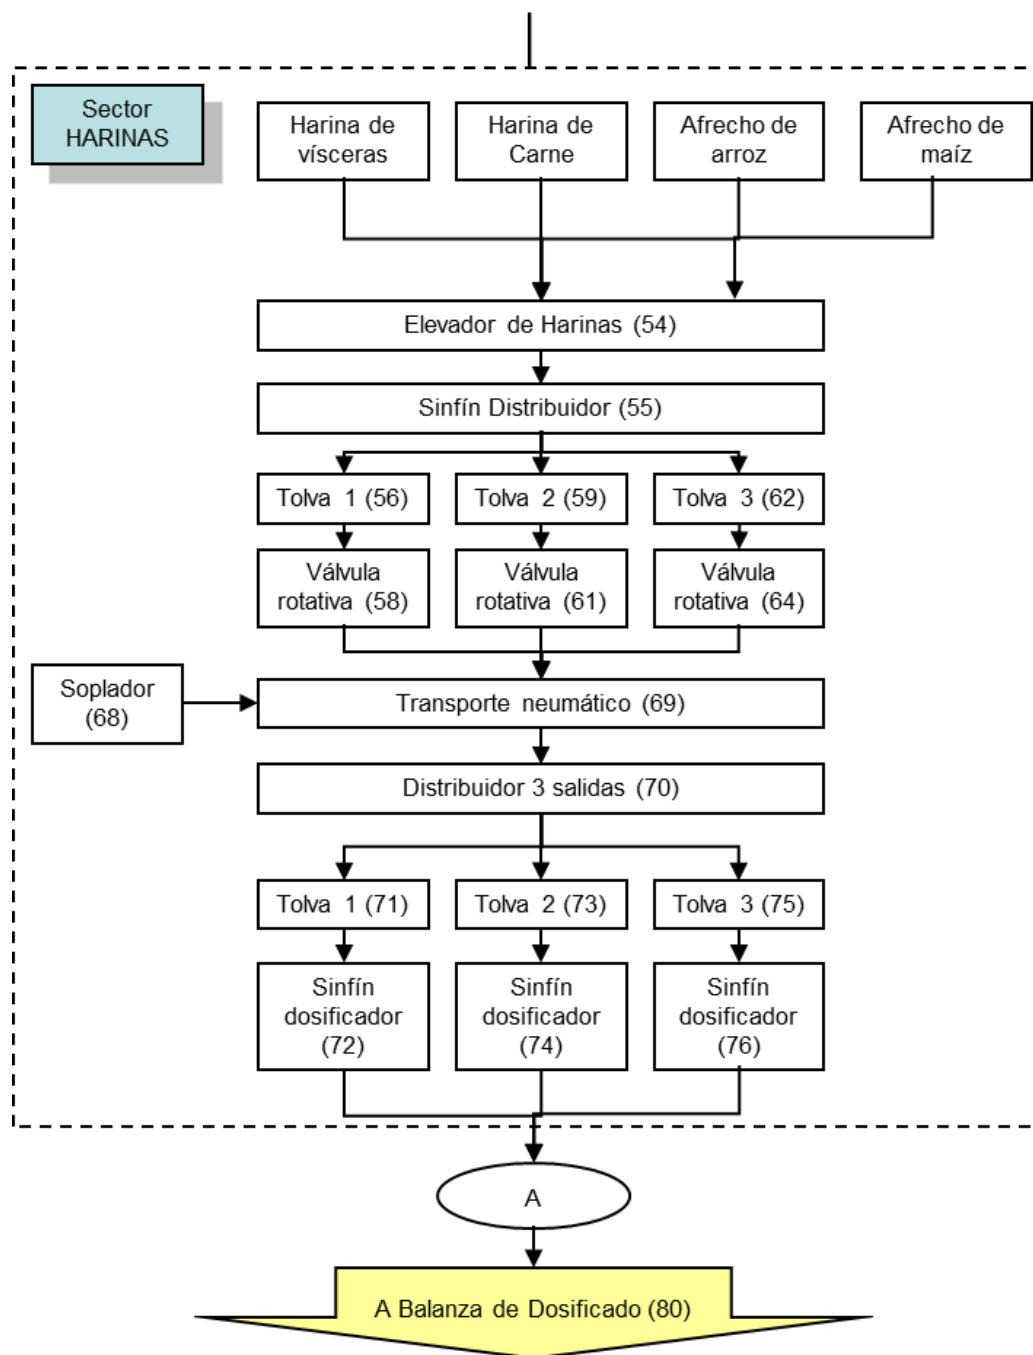 Sector
HARINAS
Harina de
vísceras
Harina de
Carne
Afrecho de
arroz
Afrecho de
maíz
Elevador de Harinas (54)
Sinfín Distribuidor (55)
Tolva 1 (56)
Tolva 2 (59)
Tolva 3 (62)
Válvula
rotativa (58)
Válvula
rotativa (61)
Válvula
rotativa (64)
Soplador
(68)
Transporte neumático (69)
Distribuidor 3 salidas (70)
Tolva 1 (71)
Tolva 2 (73)
Tolva 3 (75)
Sinfín
dosificador
(72)
Sinfín
dosificador
(74)
Sinfín
dosificador
(76)
A
A Balanza de Dosificado (80)